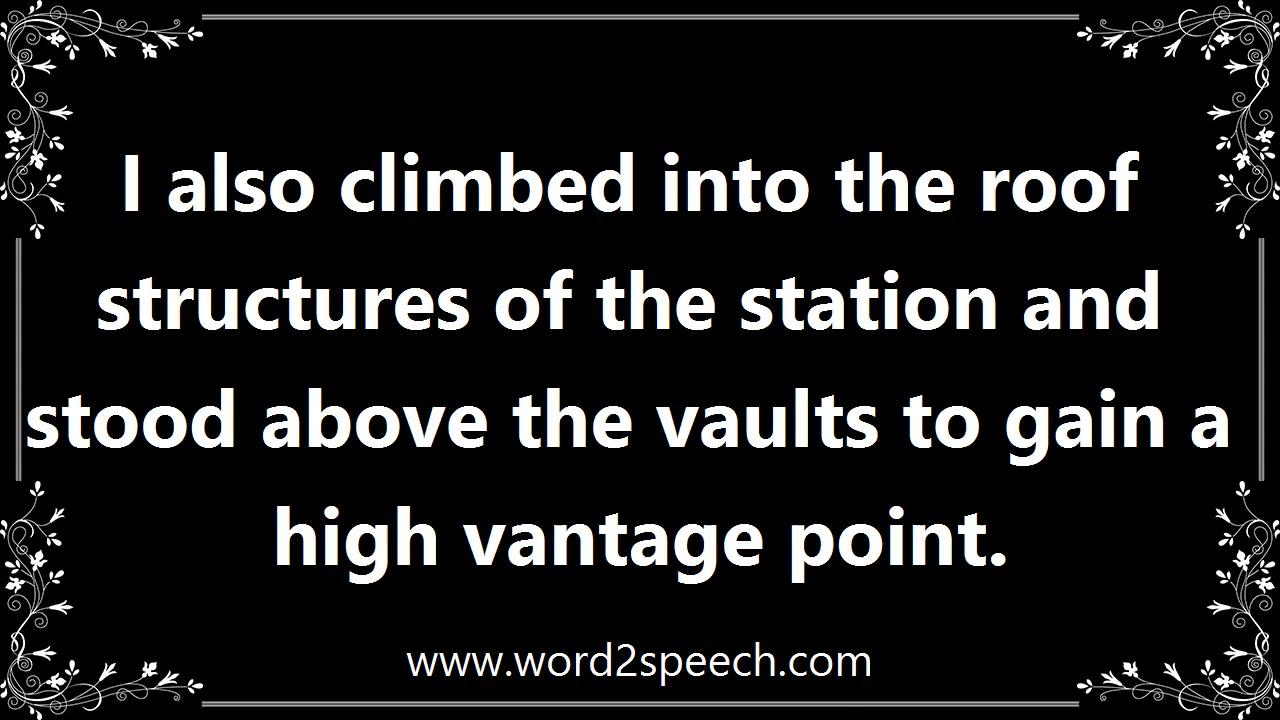 I also climbed into the roof
structures of the station and
stood above the vaults to gain a
high vantage point.
www.word2speech.com